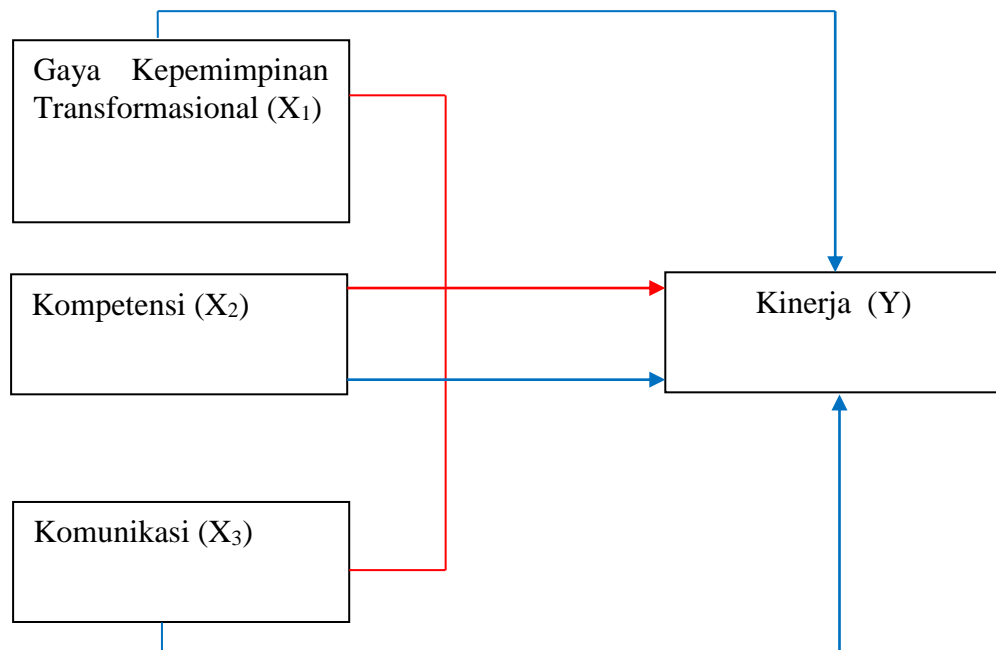 Gaya Kepemimpinan
Transformasional (X₁)
Kompetensi (X₂)
Kinerja (Y)
Komunikasi (X₃)